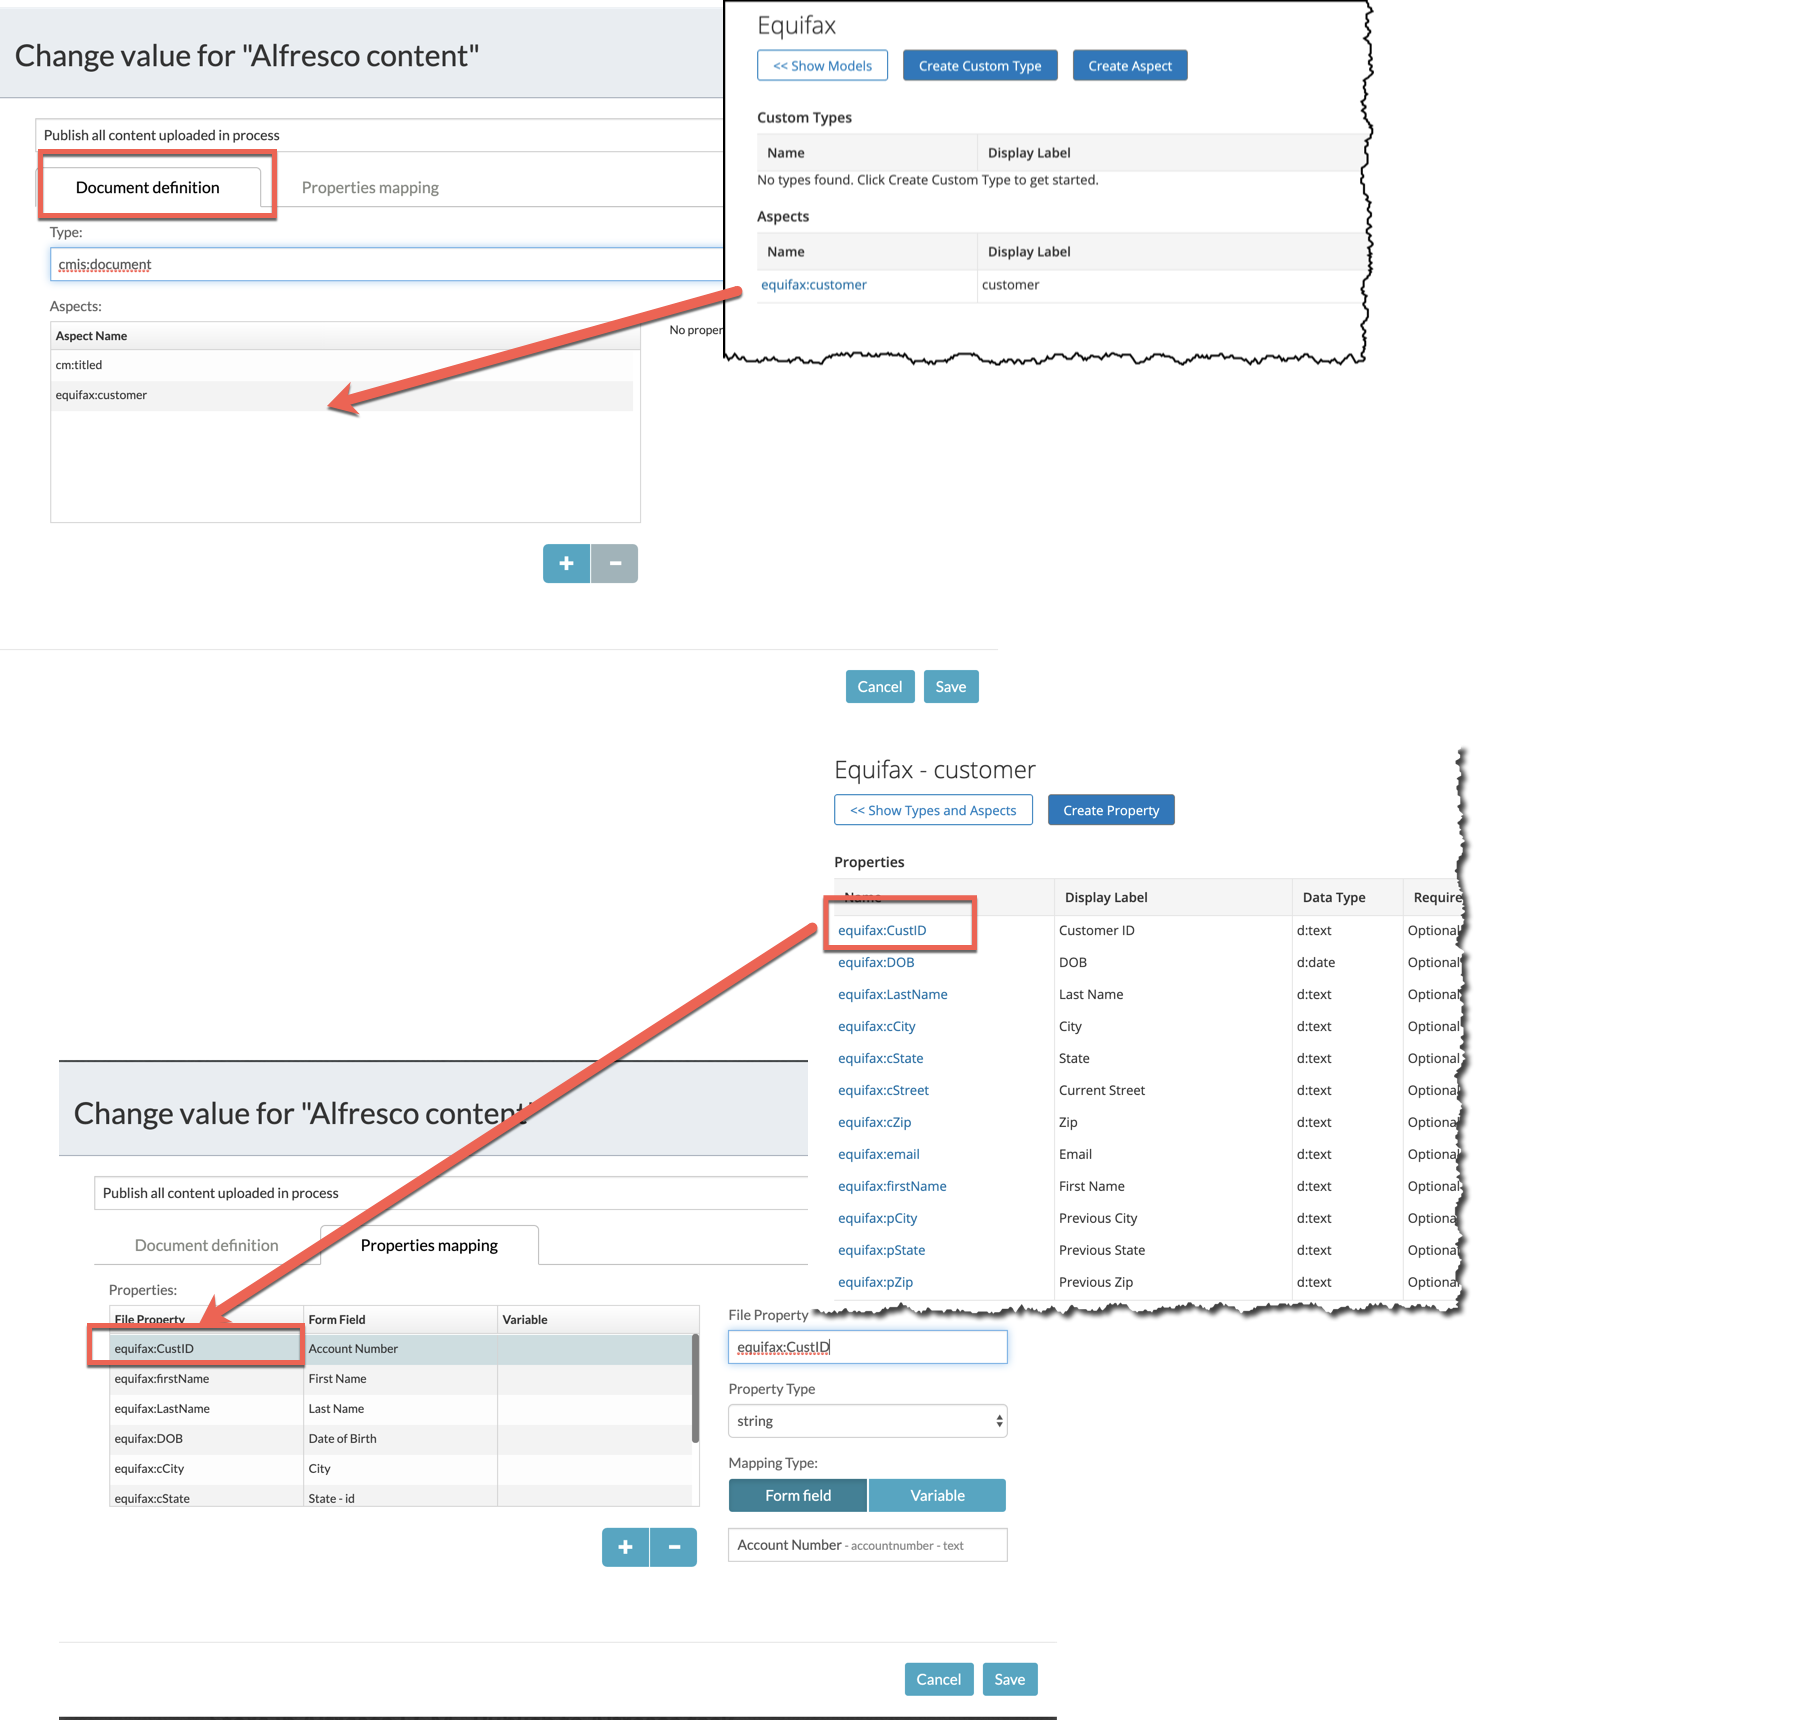 Change value for "Alfresco content"
Publish all content uploaded in process
Document definition
Properties mapping
Type:
cmis:document
Aspects:
Aspect Name
cm:titled
equifax:customer
No proper
+ −
Cancel Save
Equifax
<< Show Models Create Custom Type Create Aspect
Custom Types
Name Display Label
No types found. Click Create Custom Type to get started.
Aspects
Name Display Label
equifax:customer customer
Equifax - customer
<< Show Types and Aspects Create Property
Properties
Name Display Label Data Type Require
equifax:CustID Customer ID d:text Optional
equifax:DOB DOB d:date Optional
equifax:LastName Last Name d:text Optional
equifax:cCity City d:text Optional
equifax:cState State d:text Optional
equifax:cStreet Current Street d:text Optional
equifax:cZip Zip d:text Optional
equifax:email Email d:text Optional
equifax:firstName First Name d:text Optional
equifax:pCity Previous City d:text Optional
equifax:pState Previous State d:text Optional
equifax:pZip Previous Zip d:text Optional
Change value for "Alfresco content"
Publish all content uploaded in process
Document definition Properties mapping
Properties:
File Property Form Field Variable
equifax:CustID Account Number
equifax:firstName First Name
equifax:LastName Last Name
equifax:DOB Date of Birth
equifax:cCity City
equifax:cState State - id
+ −
File Property
equifax:CustID
Property Type
string
Mapping Type:
Form field Variable
Account Number - accountnumber - text
Cancel Save